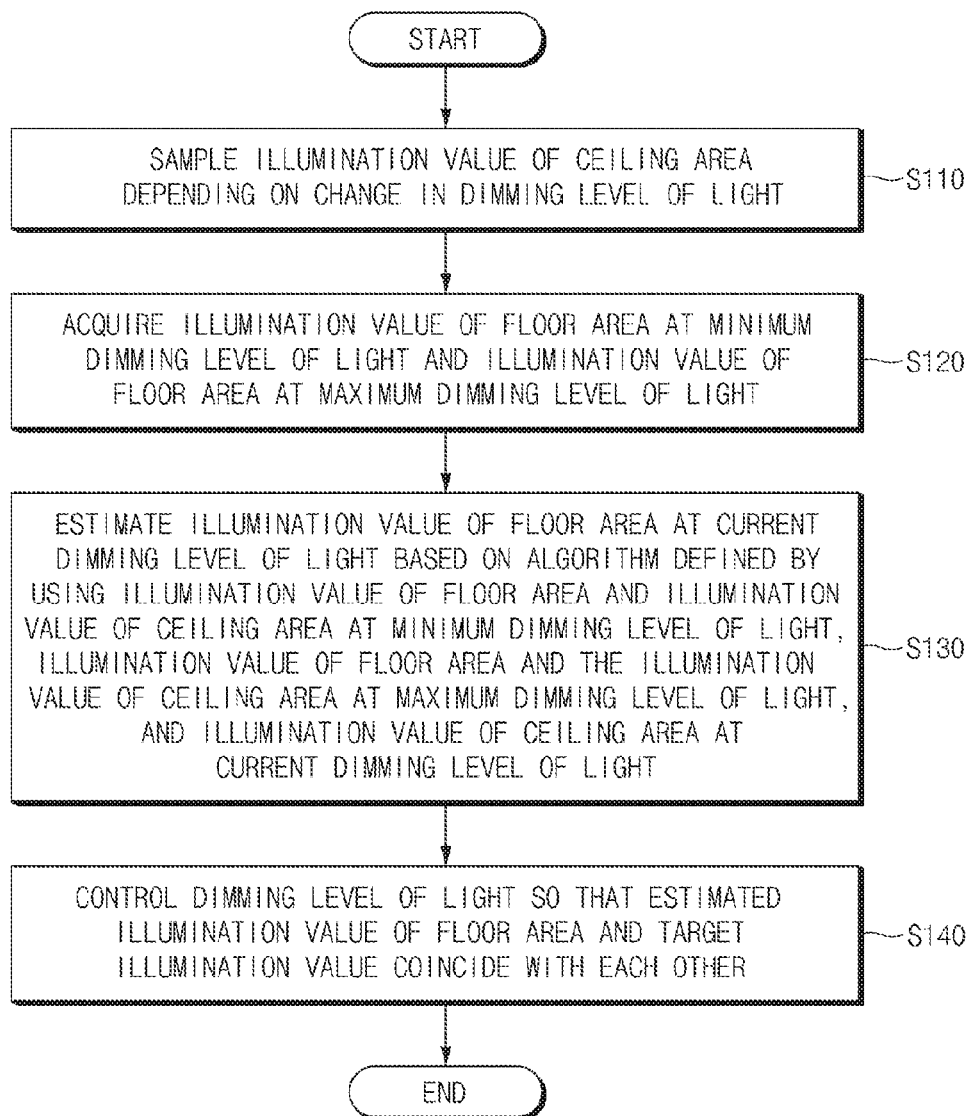 START
SAMPLE ILLUMINATION VALUE OF CEILING AREA
DEPENDING ON CHANGE IN DIMMING LEVEL OF LIGHT
S110
ACQUIRE ILLUMINATION VALUE OF FLOOR AREA AT MINIMUM
DIMMING LEVEL OF LIGHT AND ILLUMINATION VALUE OF
FLOOR AREA AT MAXIMUM DIMMING LEVEL OF LIGHT
S120
ESTIMATE ILLUMINATION VALUE OF FLOOR AREA AT CURRENT
DIMMING LEVEL OF LIGHT BASED ON ALGORITHM DEFINED BY
USING ILLUMINATION VALUE OF FLOOR AREA AND ILLUMINATION
VALUE OF CEILING AREA AT MINIMUM DIMMING LEVEL OF LIGHT,
ILLUMINATION VALUE OF FLOOR AREA AND THE ILLUMINATION
VALUE OF CEILING AREA AT MAXIMUM DIMMING LEVEL OF LIGHT,
AND ILLUMINATION VALUE OF CEILING AREA AT
CURRENT DIMMING LEVEL OF LIGHT
S130
CONTROL DIMMING LEVEL OF LIGHT SO THAT ESTIMATED
ILLUMINATION VALUE OF FLOOR AREA AND TARGET
ILLUMINATION VALUE COINCIDE WITH EACH OTHER
S140
END